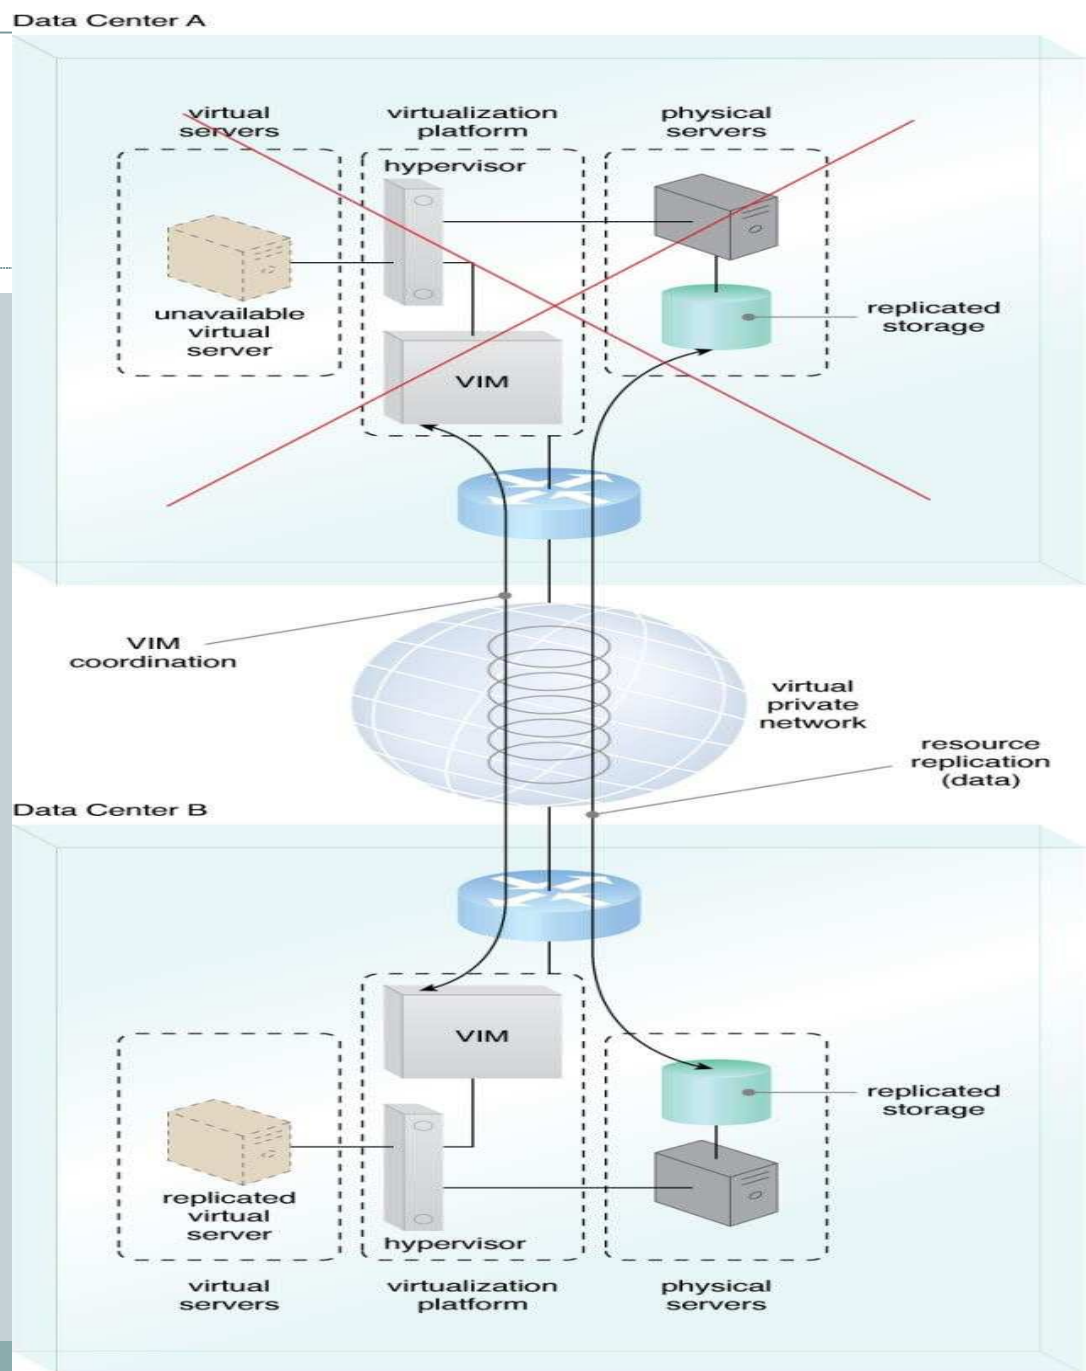 Data Center A
virtual
servers
virtualization
platform
physical
servers
hypervisor
unavailable
virtual
server
VIM
replicated
storage
VIM
coordination
virtual
private
network
resource
replication
(data)
Data Center B
VIM
replicated
storage
replicated
virtual
server
hypervisor
virtual
servers
virtualization
platform
physical
servers